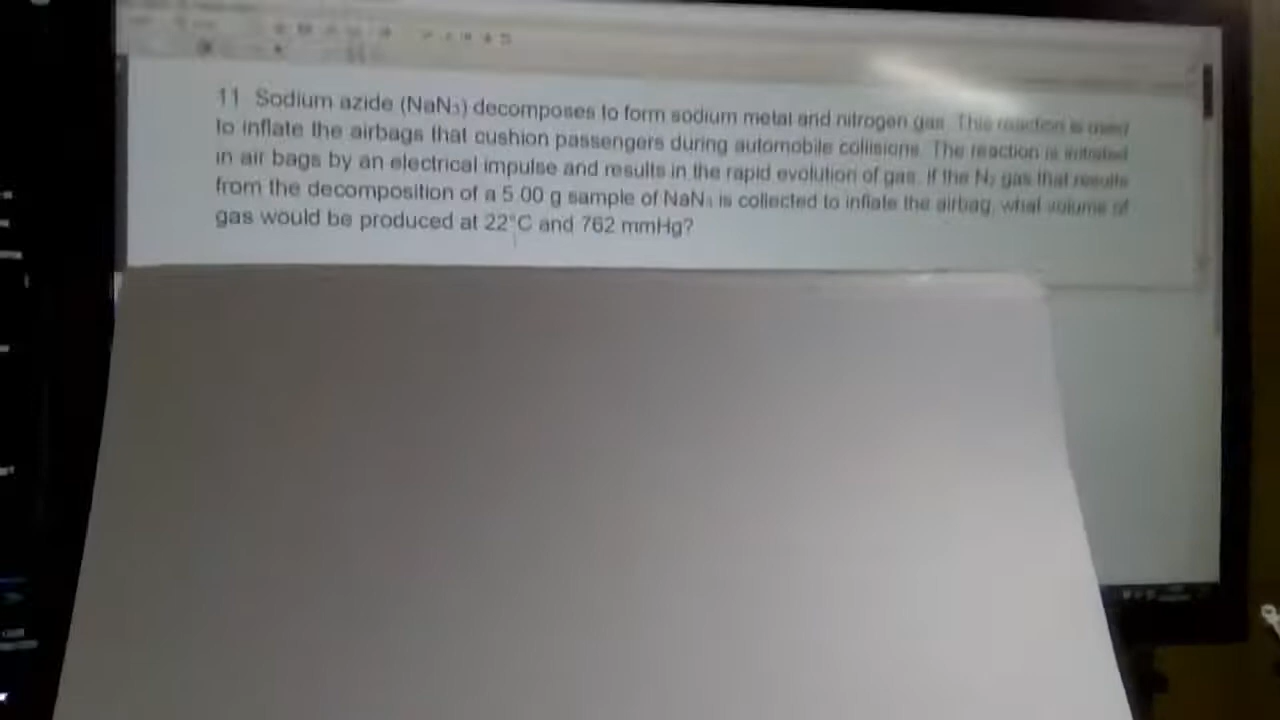 11 Sodium azide (NaN₃) decomposes to form sodium metal and nitrogen gas. This reaction is used
to inflate the airbags that cushion passengers during automobile collisions. The reaction is initiated
in air bags by an electrical impulse and results in the rapid evolution of gas. If the N₂ gas that results
from the decomposition of a 5.00 g sample of NaN₃ is collected to inflate the airbag, what volume of
gas would be produced at 22°C and 762 mmHg?